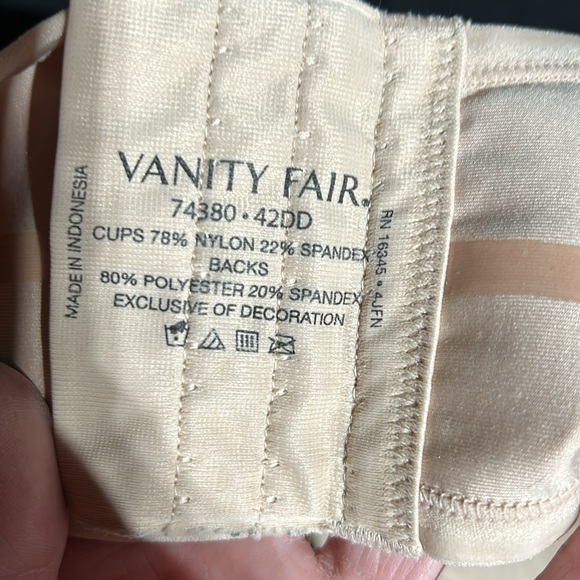 VANITY FAIR®
74380 • 42DD
CUPS 78% NYLON 22% SPANDEX
BACKS
80% POLYESTER 20% SPANDEX
EXCLUSIVE OF DECORATION
MADE IN INDONESIA
RN 16345 • 4JFN